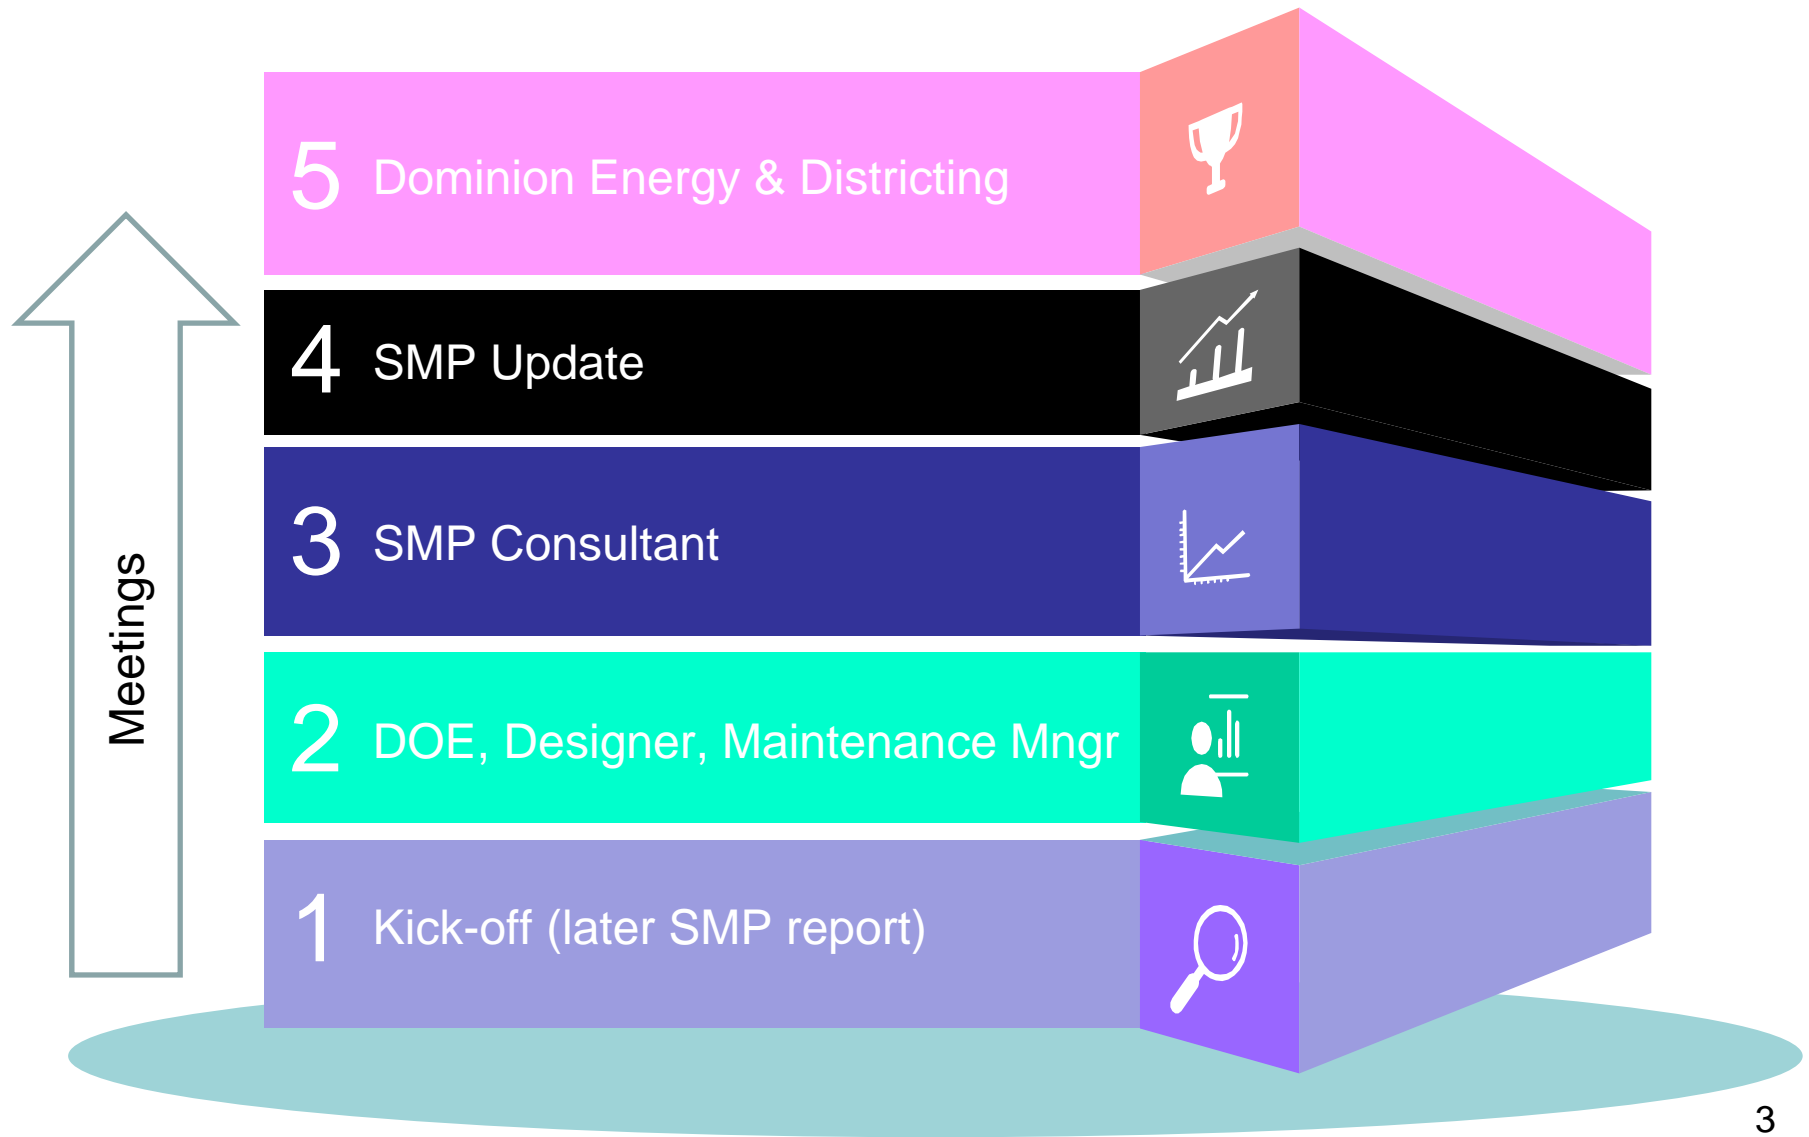 5 Dominion Energy & Districting
4 SMP Update
3 SMP Consultant
2 DOE, Designer, Maintenance Mngr
1 Kick-off (later SMP report)
Meetings
3